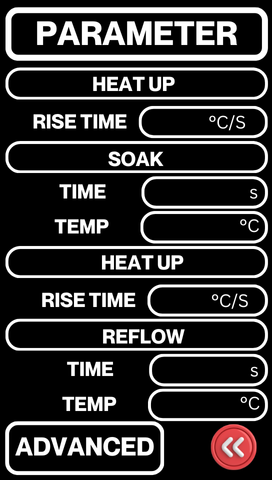 PARAMETER
HEAT UP
RISE TIME °C/S
SOAK
TIME s
TEMP °C
HEAT UP
RISE TIME °C/S
REFLOW
TIME s
TEMP °C
ADVANCED